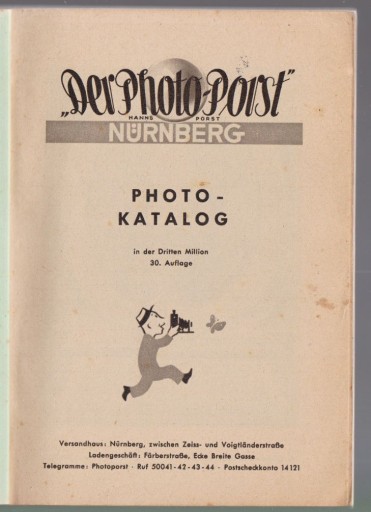 „Der Photo-Porst"
HANNS PORST
NÜRNBERG
PHOTO-
KATALOG
in der Dritten Million
30. Auflage
Versandhaus: Nürnberg, zwischen Zeiss- und Voigtländerstraße
Ladengeschäft: Färberstraße, Ecke Breite Gasse
Telegramme: Photoporst - Ruf 50041-42-43-44 - Postscheckkonto 14121